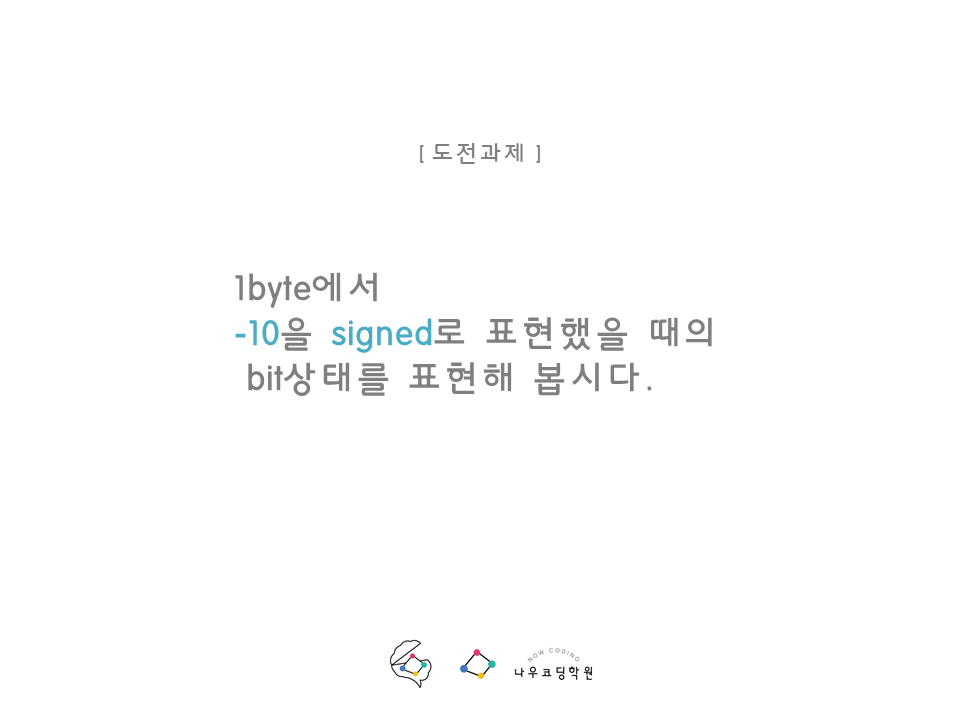 [ 도전과제 ]
1byte에서
-10을 signed로 표현했을 때의
bit상태를 표현해 봅시다.
NOW CODING
나우코딩학원